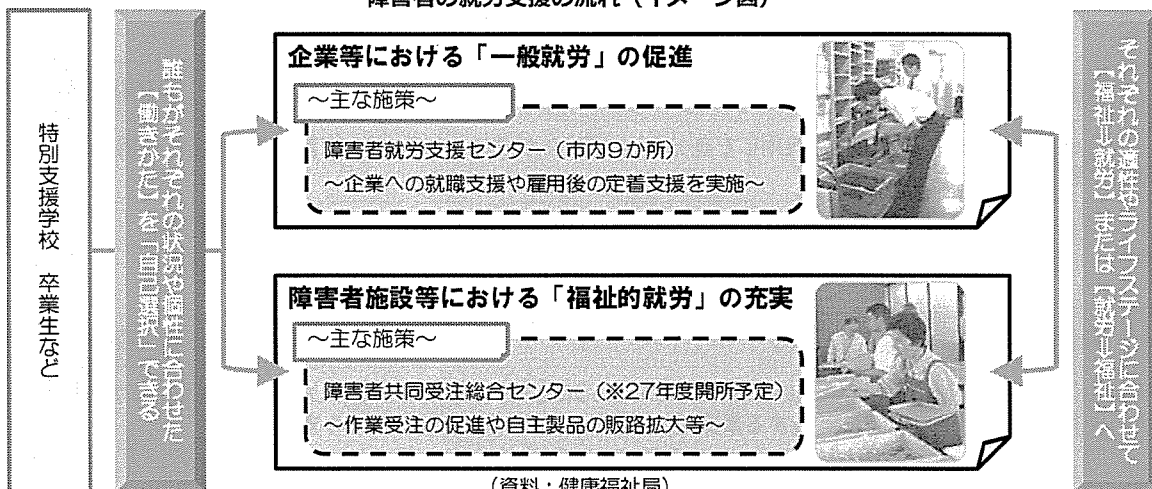 障害者の就労支援の流れ（イメージ図）
特別支援学校　卒業生など
誰もがそれぞれの状況や個性に合わせた
［働きかた］を「自己選択」できる
企業等における「一般就労」の促進
～主な施策～
障害者就労支援センター（市内9か所）
～企業への就職支援や雇用後の定着支援を実施～
障害者施設等における「福祉的就労」の充実
～主な施策～
障害者共同受注総合センター（※27年度開所予定）
～作業受注の促進や自主製品の販路拡大等～
それぞれの適性やライフステージに合わせて
［福祉⇒就労］または［就労⇒福祉］へ
（資料：健康福祉局）